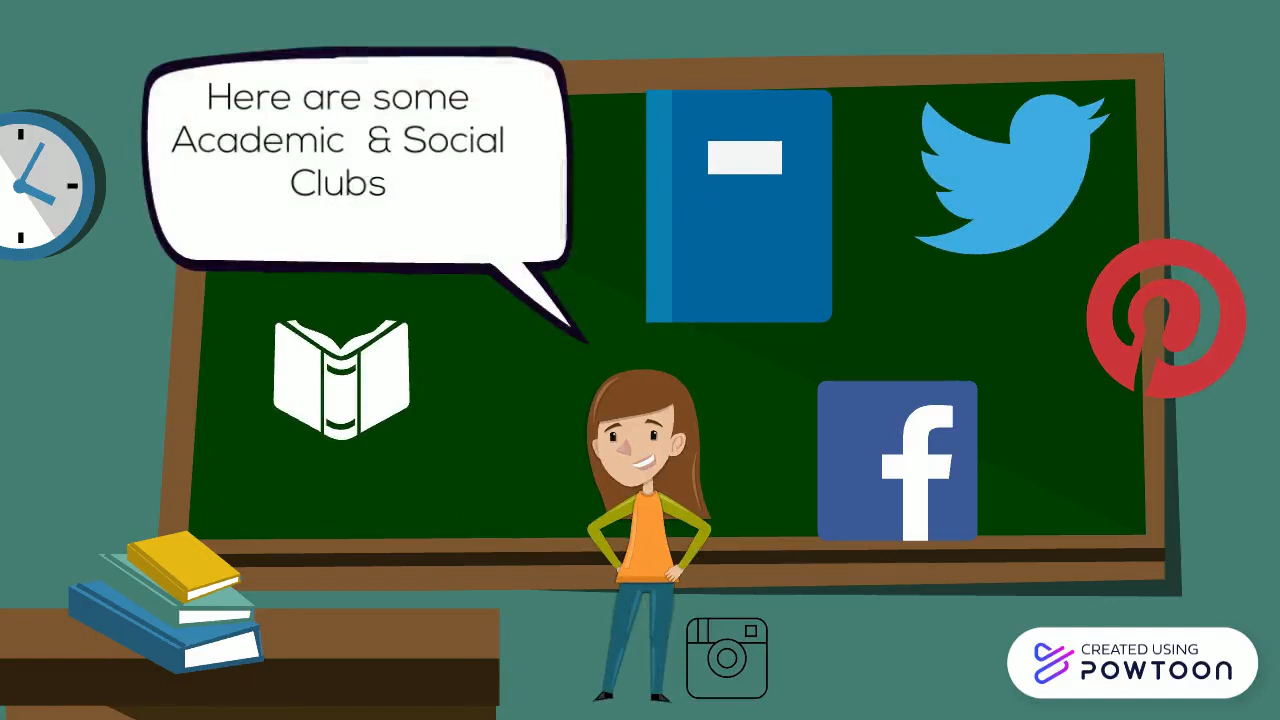 Here are some
Academic & Social
Clubs
CREATED USING
POWTOON